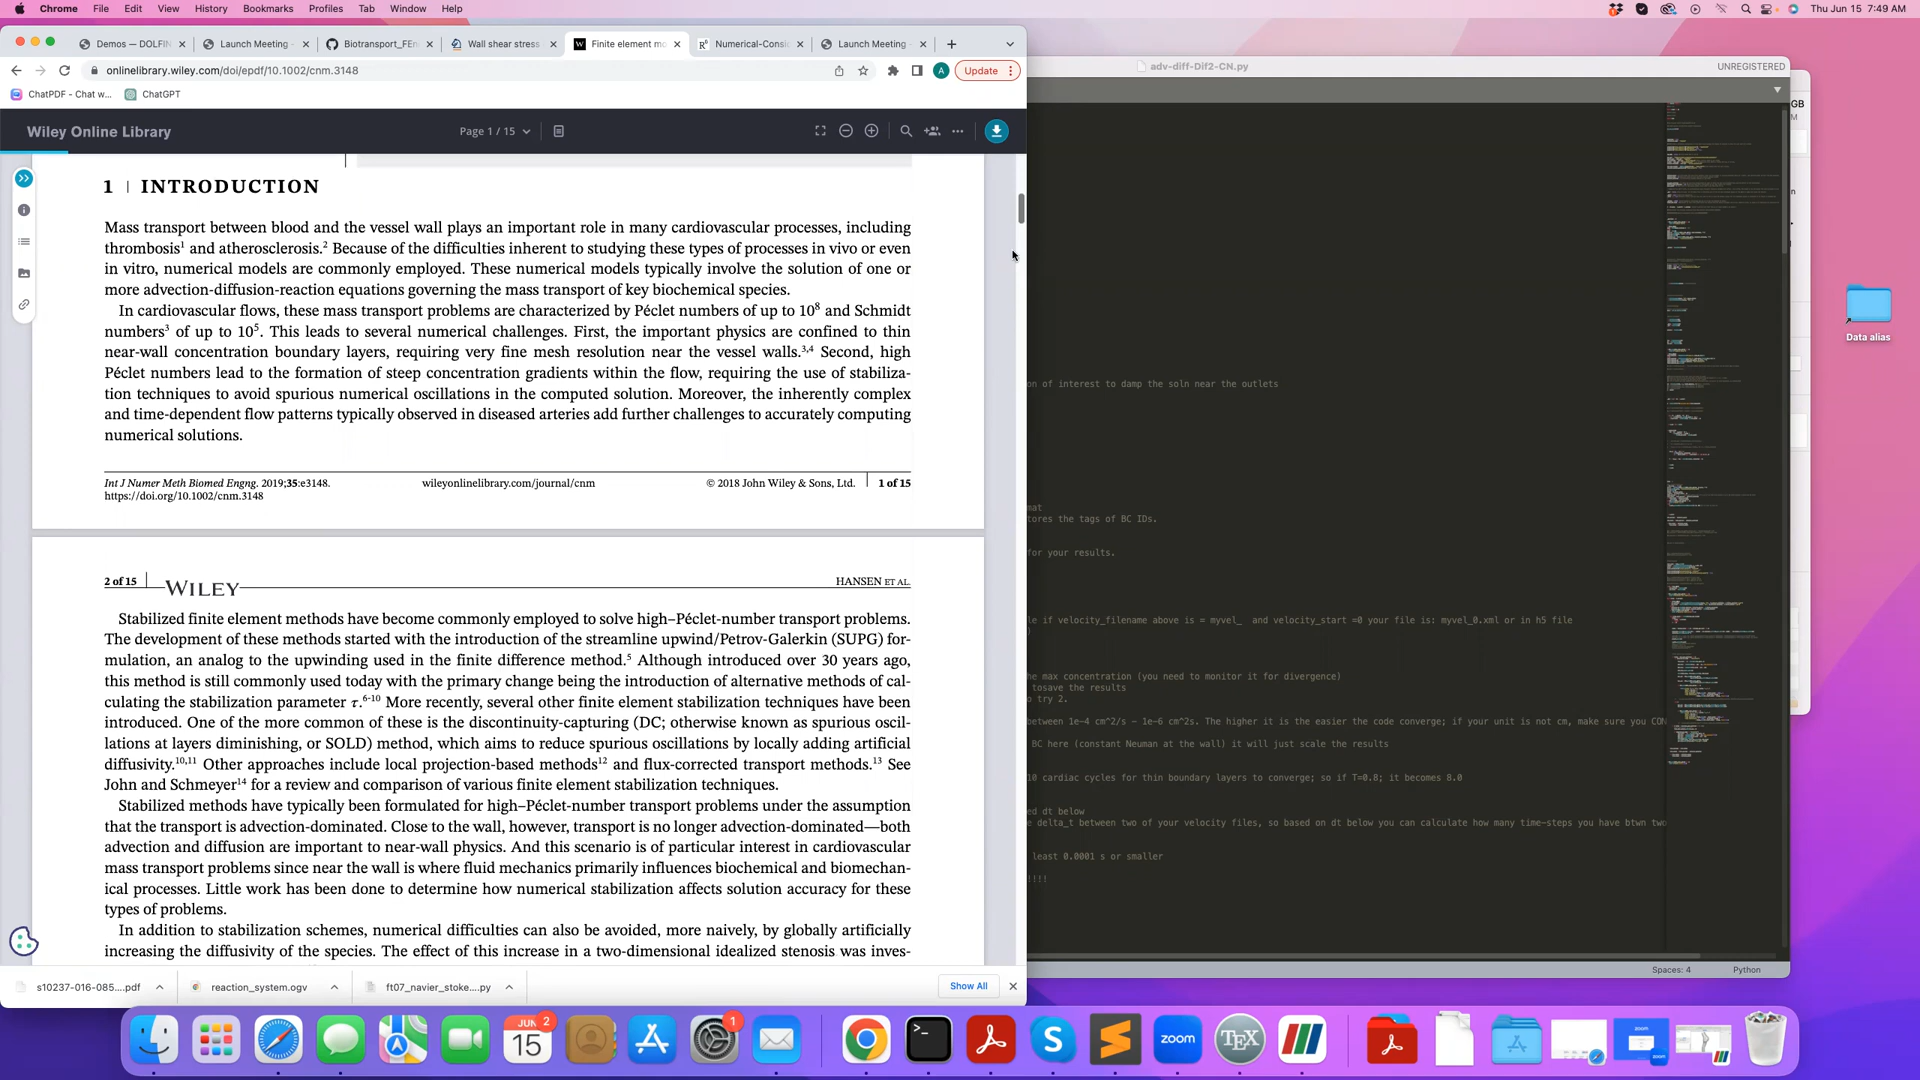 Chrome File Edit View History Bookmarks Profiles Tab Window Help Thu Jun 15 7:49 AM
Demos — DOLFIN Launch Meeting - Biotransport_FEn Wall shear stress Finite element mo Numerical-Consid Launch Meeting -
onlinelibrary.wiley.com/doi/epdf/10.1002/cnm.3148 A Update
ChatPDF - Chat w... ChatGPT
Wiley Online Library Page 1 / 15
1 | INTRODUCTION
Mass transport between blood and the vessel wall plays an important role in many cardiovascular processes, including
thrombosis1 and atherosclerosis.2 Because of the difficulties inherent to studying these types of processes in vivo or even
in vitro, numerical models are commonly employed. These numerical models typically involve the solution of one or
more advection-diffusion-reaction equations governing the mass transport of key biochemical species.
In cardiovascular flows, these mass transport problems are characterized by Péclet numbers of up to 10⁸ and Schmidt
numbers3 of up to 10⁵. This leads to several numerical challenges. First, the important physics are confined to thin
near-wall concentration boundary layers, requiring very fine mesh resolution near the vessel walls.3,4 Second, high
Péclet numbers lead to the formation of steep concentration gradients within the flow, requiring the use of stabiliza-
tion techniques to avoid spurious numerical oscillations in the computed solution. Moreover, the inherently complex
and time-dependent flow patterns typically observed in diseased arteries add further challenges to accurately computing
numerical solutions.
Int J Numer Meth Biomed Engng. 2019;35:e3148. wileyonlinelibrary.com/journal/cnm © 2018 John Wiley & Sons, Ltd. 1 of 15
https://doi.org/10.1002/cnm.3148
2 of 15 WILEY HANSEN ET AL.
Stabilized finite element methods have become commonly employed to solve high–Péclet-number transport problems.
The development of these methods started with the introduction of the streamline upwind/Petrov-Galerkin (SUPG) for-
mulation, an analog to the upwinding used in the finite difference method.5 Although introduced over 30 years ago,
this method is still commonly used today with the primary change being the introduction of alternative methods of cal-
culating the stabilization parameter τ.6-10 More recently, several other finite element stabilization techniques have been
introduced. One of the more common of these is the discontinuity-capturing (DC; otherwise known as spurious oscil-
lations at layers diminishing, or SOLD) method, which aims to reduce spurious oscillations by locally adding artificial
diffusivity.10,11 Other approaches include local projection-based methods12 and flux-corrected transport methods.13 See
John and Schmeyer14 for a review and comparison of various finite element stabilization techniques.
Stabilized methods have typically been formulated for high–Péclet-number transport problems under the assumption
that the transport is advection-dominated. Close to the wall, however, transport is no longer advection-dominated—both
advection and diffusion are important to near-wall physics. And this scenario is of particular interest in cardiovascular
mass transport problems since near the wall is where fluid mechanics primarily influences biochemical and biomechan-
ical processes. Little work has been done to determine how numerical stabilization affects solution accuracy for these
types of problems.
In addition to stabilization schemes, numerical difficulties can also be avoided, more naively, by globally artificially
increasing the diffusivity of the species. The effect of this increase in a two-dimensional idealized stenosis was inves-
s10237-016-085....pdf reaction_system.ogv ft07_navier_stoke....py Show All
adv-diff-Dif2-CN.py UNREGISTERED
on of interest to damp the soln near the outlets
mat
tores the tags of BC IDs.
for your results.
le if velocity_filename above is = myvel_ and velocity_start =0 your file is: myvel_0.xml or in h5 file
)
he max concentration (you need to monitor it for divergence)
tosave the results
o try 2.
between 1e-4 cm^2/s - 1e-6 cm^2s. The higher it is the easier the code converge; if your unit is not cm, make sure you CON
BC here (constant Neuman at the wall) it will just scale the results
10 cardiac cycles for thin boundary layers to converge; so if T=0.8; it becomes 8.0
ed dt below
e delta_t between two of your velocity files, so based on dt below you can calculate how many time-steps you have btwn two
least 0.0001 s or smaller
!!!!
Spaces: 4 Python
GB
Data alias
JUN 15 2 1 zoom TEX zoom